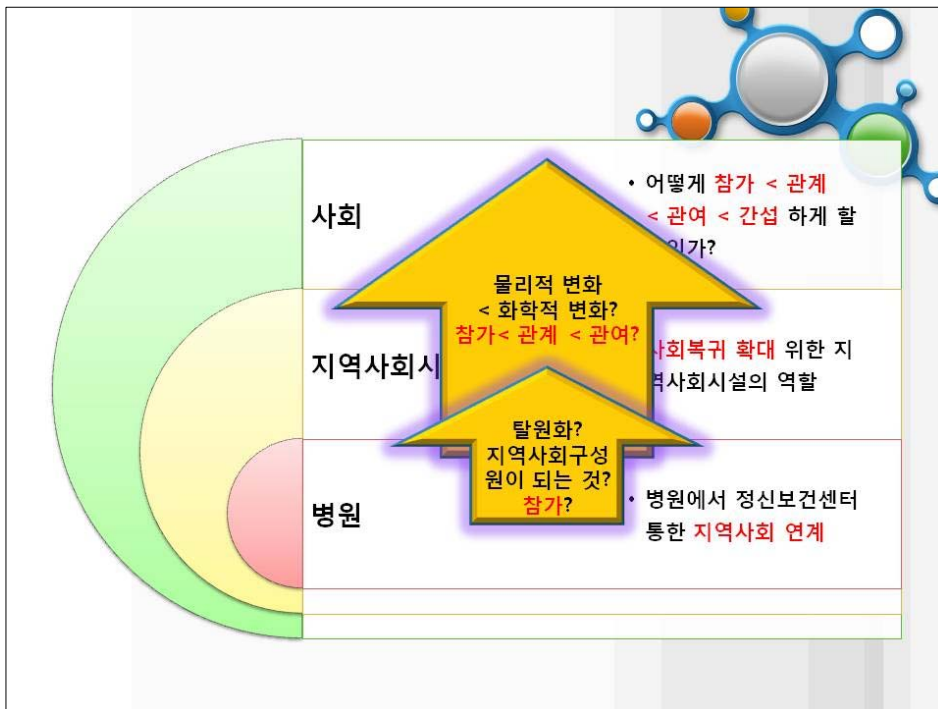 사회
• 어떻게 참가 < 관계
< 관여 < 간섭 하게 할
인가?
물리적 변화
< 화학적 변화?
참가< 관계 < 관여?
지역사회시
사회복귀 확대 위한 지
역사회시설의 역할
탈원화?
지역사회구성
원이 되는 것?
참가?
병원
• 병원에서 정신보건센터
통한 지역사회 연계